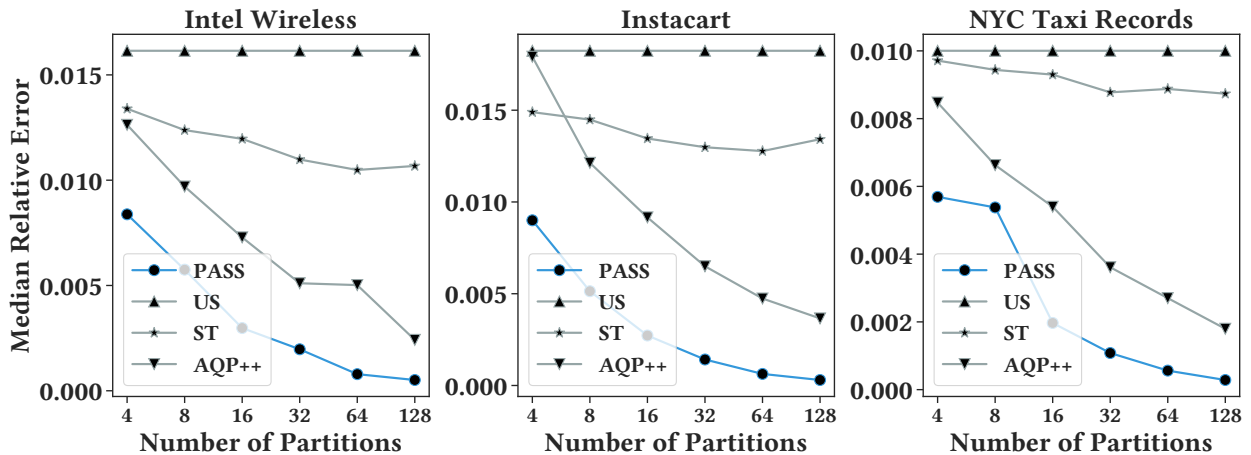 Intel Wireless
Instacart
NYC Taxi Records
Median Relative Error
0.015
0.010
0.005
0.000
PASS
US
ST
AQP++
4 8 16 32 64 128
Number of Partitions
0.015
0.010
0.005
0.000
PASS
US
ST
AQP++
4 8 16 32 64 128
Number of Partitions
0.010
0.008
0.006
0.004
0.002
0.000
PASS
US
ST
AQP++
4 8 16 32 64 128
Number of Partitions